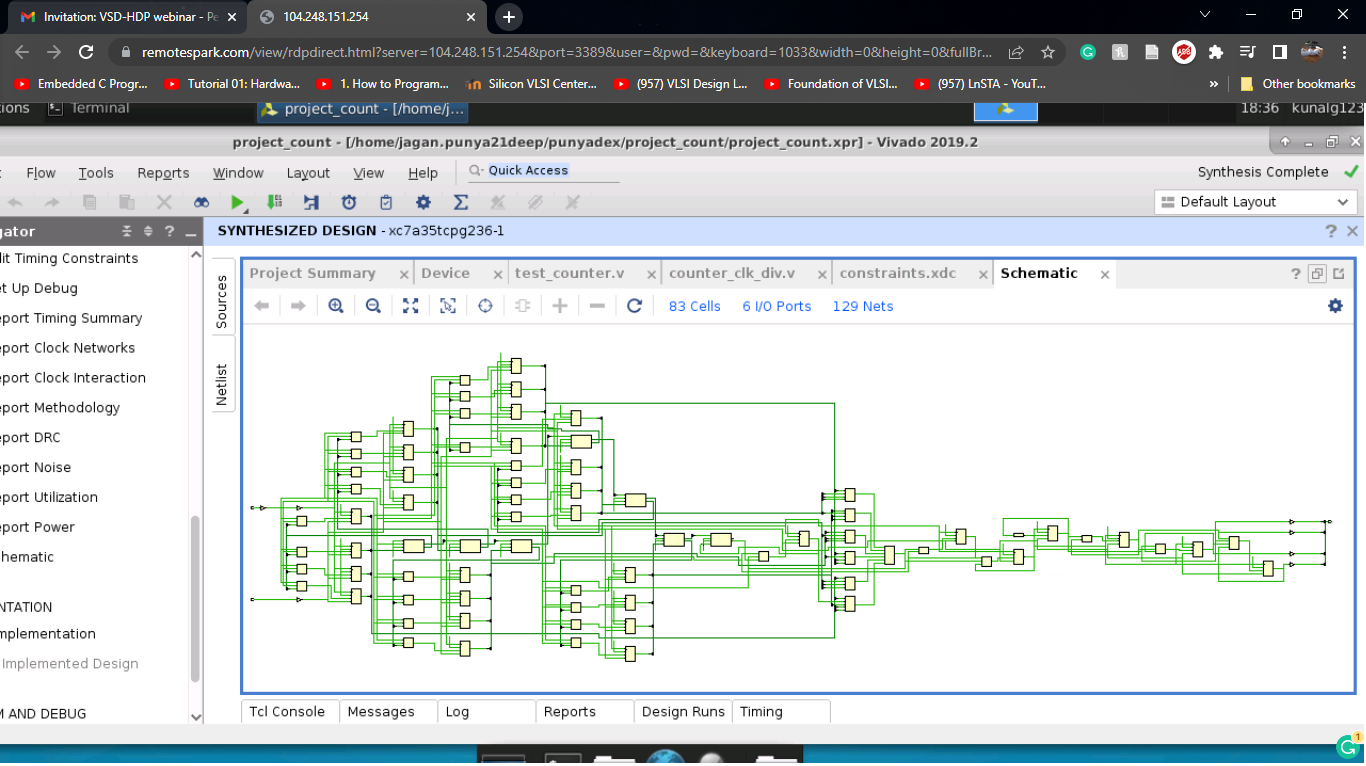 Invitation: VSD-HDP webinar - Pe
104.248.151.254
remotespark.com/view/rdpdirect.html?server=104.248.151.254&port=3389&user=&pwd=&keyboard=1033&width=0&height=0&fullBr...
Embedded C Progr...
Tutorial 01: Hardwa...
1. How to Program...
Silicon VLSI Center...
(957) VLSI Design L...
Foundation of VLSI...
(957) LnSTA - YouT...
»
Other bookmarks
ions
Terminal
project_count - [/home/j...
18:36
kunalg123
project_count - [/home/jagan.punya21deep/punyadex/project_count/project_count.xpr] - Vivado 2019.2
Flow Tools Reports Window Layout View Help
Quick Access
Synthesis Complete
Default Layout
gator
SYNTHESIZED DESIGN - xc7a35tcpg236-1
dit Timing Constraints
et Up Debug
eport Timing Summary
eport Clock Networks
eport Clock Interaction
eport Methodology
eport DRC
eport Noise
eport Utilization
eport Power
chematic
NTATION
mplementation
Implemented Design
M AND DEBUG
Sources
Netlist
Project Summary
Device
test_counter.v
counter_clk_div.v
constraints.xdc
Schematic
83 Cells 6 I/O Ports 129 Nets
Tcl Console
Messages
Log
Reports
Design Runs
Timing
1